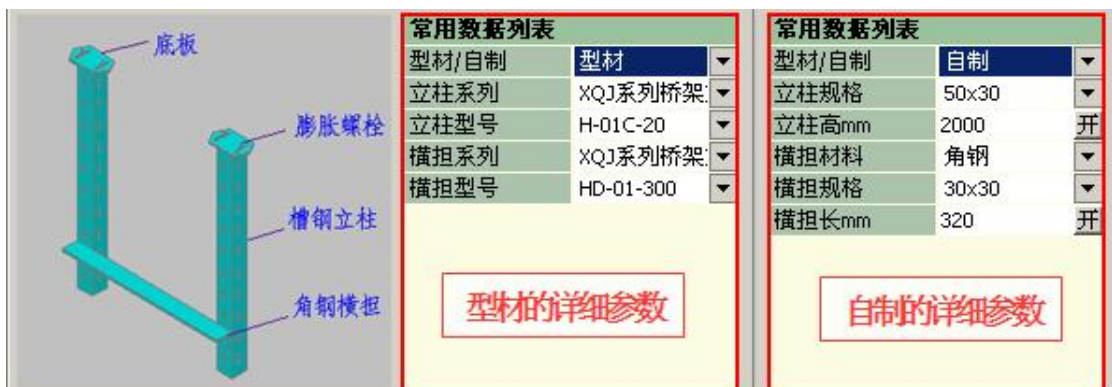 底板
膨胀螺栓
槽钢立柱
角钢横担
常用数据列表
型材/自制 型材
立柱系列 XQJ系列桥架
立柱型号 H-01C-20
横担系列 XQJ系列桥架
横担型号 HD-01-300
型材的详细参数
常用数据列表
型材/自制 自制
立柱规格 50x30
立柱高mm 2000 开
横担材料 角钢
横担规格 30x30
横担长mm 320 开
自制的详细参数